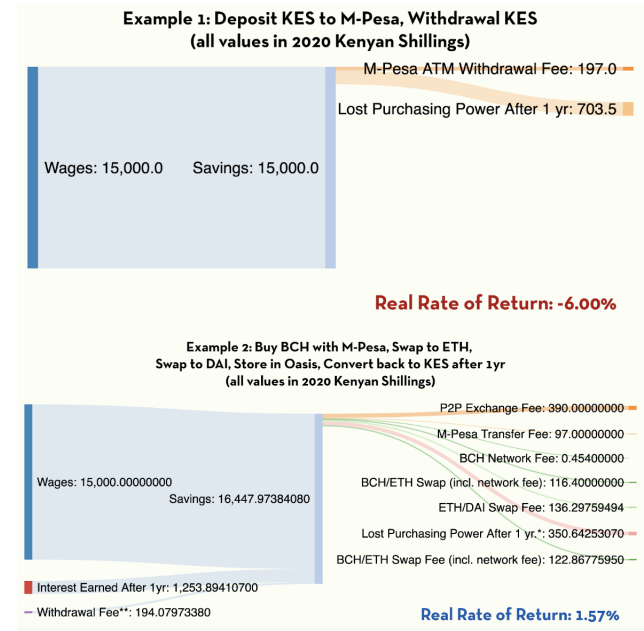 Example 1: Deposit KES to M-Pesa, Withdrawal KES
(all values in 2020 Kenyan Shillings)
M-Pesa ATM Withdrawal Fee: 197.0
Lost Purchasing Power After 1 yr: 703.5
Wages: 15,000.0
Savings: 15,000.0
Real Rate of Return: -6.00%
Example 2: Buy BCH with M-Pesa, Swap to ETH,
Swap to DAI, Store in Oasis, Convert back to KES after 1yr
(all values in 2020 Kenyan Shillings)
P2P Exchange Fee: 390.00000000
M-Pesa Transfer Fee: 97.00000000
BCH Network Fee: 0.45400000
Wages: 15,000.00000000
BCH/ETH Swap (incl. network fee): 116.40000000
Savings: 16,447.97384080
ETH/DAI Swap Fee: 136.29759494
Lost Purchasing Power After 1 yr.*: 350.64253070
BCH/ETH Swap Fee (incl. network fee): 122.86775950
Interest Earned After 1yr: 1,253.89410700
Withdrawal Fee**: 194.07973380
Real Rate of Return: 1.57%